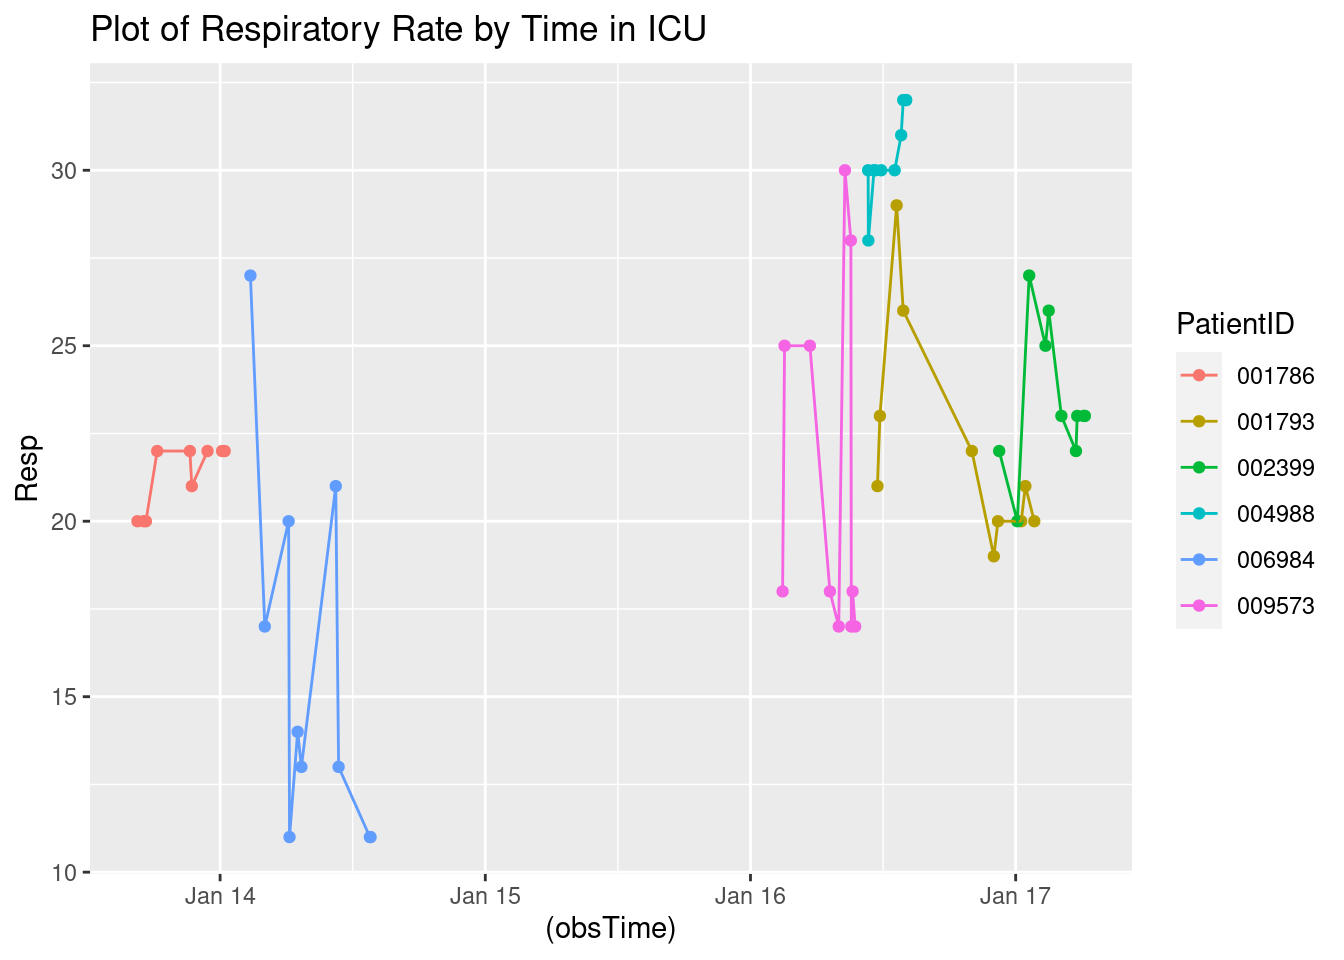 Plot of Respiratory Rate by Time in ICU
30
25
20
15
10
Resp
Jan 14
Jan 15
Jan 16
Jan 17
(obsTime)
PatientID
001786
001793
002399
004988
006984
009573